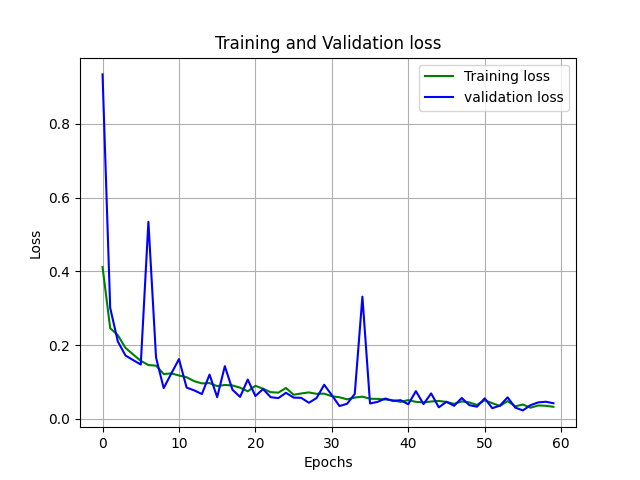 Training and Validation loss
Training loss
validation loss
Loss
0.8
0.6
0.4
0.2
0.0
0 10 20 30 40 50 60
Epochs